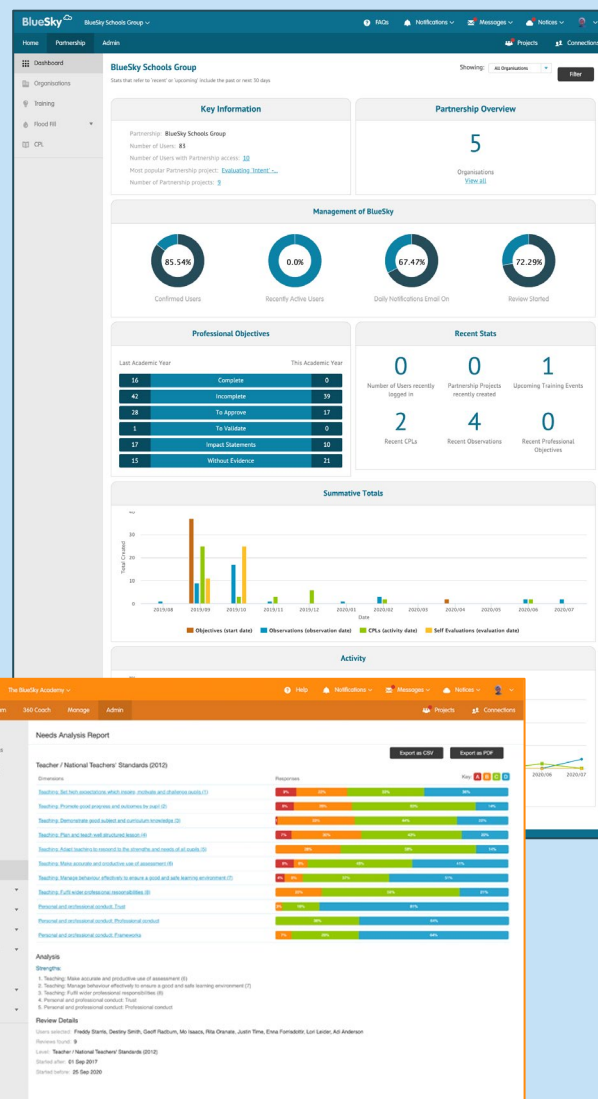 BlueSky BlueSky Schools Group
FAQs Notifications Messages Notices
Home Partnership Admin Projects Connections
Dashboard
Organisations
Training
Flood Fill
CPL
BlueSky Schools Group
Stats that refer to 'recent' or 'upcoming' include the past or next 30 days
Showing: All Organisations Filter
Key Information
Partnership: BlueSky Schools Group
Number of Users: 83
Number of Users with Partnership access: 10
Most popular Partnership project: Evaluating 'Intent' -...
Number of Partnership projects: 9
Partnership Overview
5
Organisations
View all
Management of BlueSky
85.54% 0.0% 67.47% 72.29%
Confirmed Users Recently Active Users Daily Notifications Email On Review Started
Professional Objectives
Last Academic Year This Academic Year
16 Complete 0
42 Incomplete 39
28 To Approve 17
1 To Validate 0
17 Impact Statements 10
15 Without Evidence 21
Recent Stats
0 0 1
Number of Users recently logged in Partnership Projects recently created Upcoming Training Events
2 4 0
Recent CPLs Recent Observations Recent Professional Objectives
Summative Totals
Total Created
30
20
10
0
2019/08 2019/09 2019/10 2019/11 2019/12 2020/01 2020/02 2020/03 2020/04 2020/05 2020/06 2020/07
Date
Objectives (start date) Observations (observation date) CPLs (activity date) Self Evaluations (evaluation date)
Activity
2020/06 2020/07
The BlueSky Academy
Help Notifications Messages Notices
360 Coach Manage Admin Projects Connections
Needs Analysis Report
Export as CSV Export as PDF
Teacher / National Teachers' Standards (2012)
Dimensions Responses Key: A B C D
Teaching: Set high expectations which inspire, motivate and challenge pupils (1)
Teaching: Promote good progress and outcomes by pupil (2)
Teaching: Demonstrate good subject and curriculum knowledge (3)
Teaching: Plan and teach well structured lesson (4)
Teaching: Adapt teaching to respond to the strengths and needs of all pupils (5)
Teaching: Make accurate and productive use of assessment (6)
Teaching: Manage behaviour effectively to ensure a good and safe learning environment (7)
Teaching: Fulfil wider professional responsibilities (8)
Personal and professional conduct: Trust
Personal and professional conduct: Professional conduct
Personal and professional conduct: Frameworks
Analysis
Strengths:
1. Teaching: Make accurate and productive use of assessment (6)
2. Teaching: Manage behaviour effectively to ensure a good and safe learning environment (7)
3. Teaching: Fulfil wider professional responsibilities (8)
4. Personal and professional conduct: Trust
5. Personal and professional conduct: Professional conduct
Review Details
Users selected: Freddy Starris, Destiny Smith, Geoff Radburn, Mo Isaacs, Rita Oranate, Justin Time, Enna Forisdottir, Lori Lecter, Adi Anderson
Reviews found: 9
Level: Teacher / National Teachers' Standards (2012)
Started after: 01 Sep 2017
Started before: 25 Sep 2020